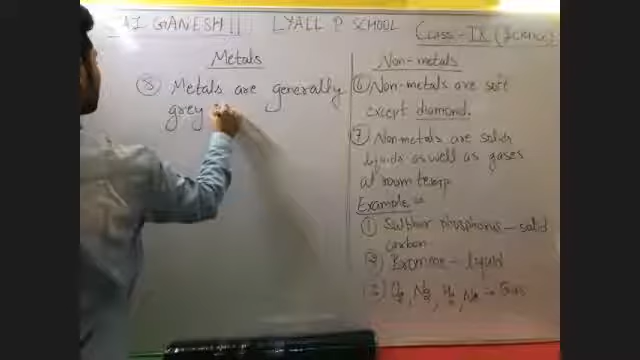 JAI GANESH || LYALL P SCHOOL Class-IX (Science)
Metals
⑧ Metals are generally
grey
Non-metals
⑥ Non-metals are soft
except diamond.
⑦ Non-metals are solids
liquids as well as gases
at room temp
Example :-
① Sulphur phosphorus - solid
carbon
② Bromine - liquid
③ O₂, N₂, H₂, Ne - Gas